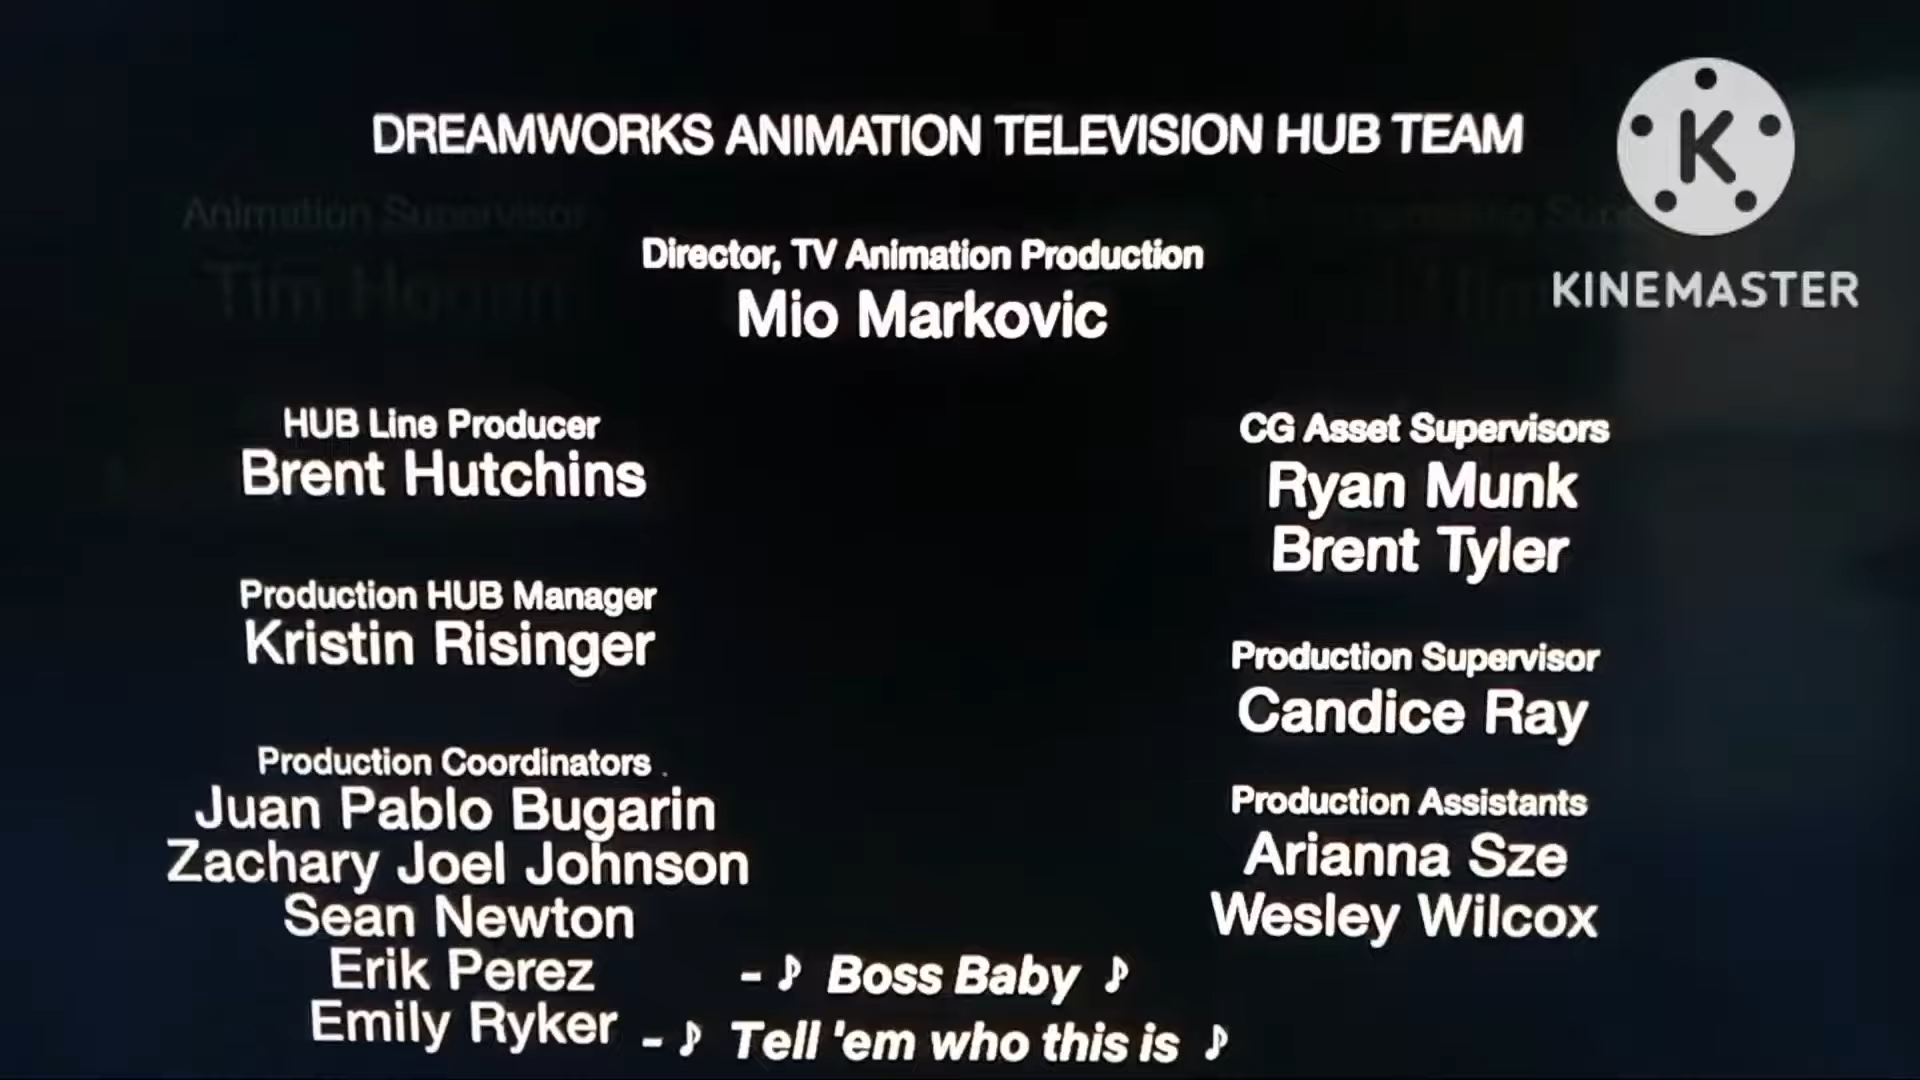 DREAMWORKS ANIMATION TELEVISION HUB TEAM
K
KINEMASTER
Animation Supervisor
Director, TV Animation Production
Mio Markovic
HUB Line Producer
Brent Hutchins
Production HUB Manager
Kristin Risinger
Production Coordinators
Juan Pablo Bugarin
Zachary Joel Johnson
Sean Newton
Erik Perez
Emily Ryker
CG Asset Supervisors
Ryan Munk
Brent Tyler
Production Supervisor
Candice Ray
Production Assistants
Arianna Sze
Wesley Wilcox
- ♪ Boss Baby ♪
- ♪ Tell 'em who this is ♪